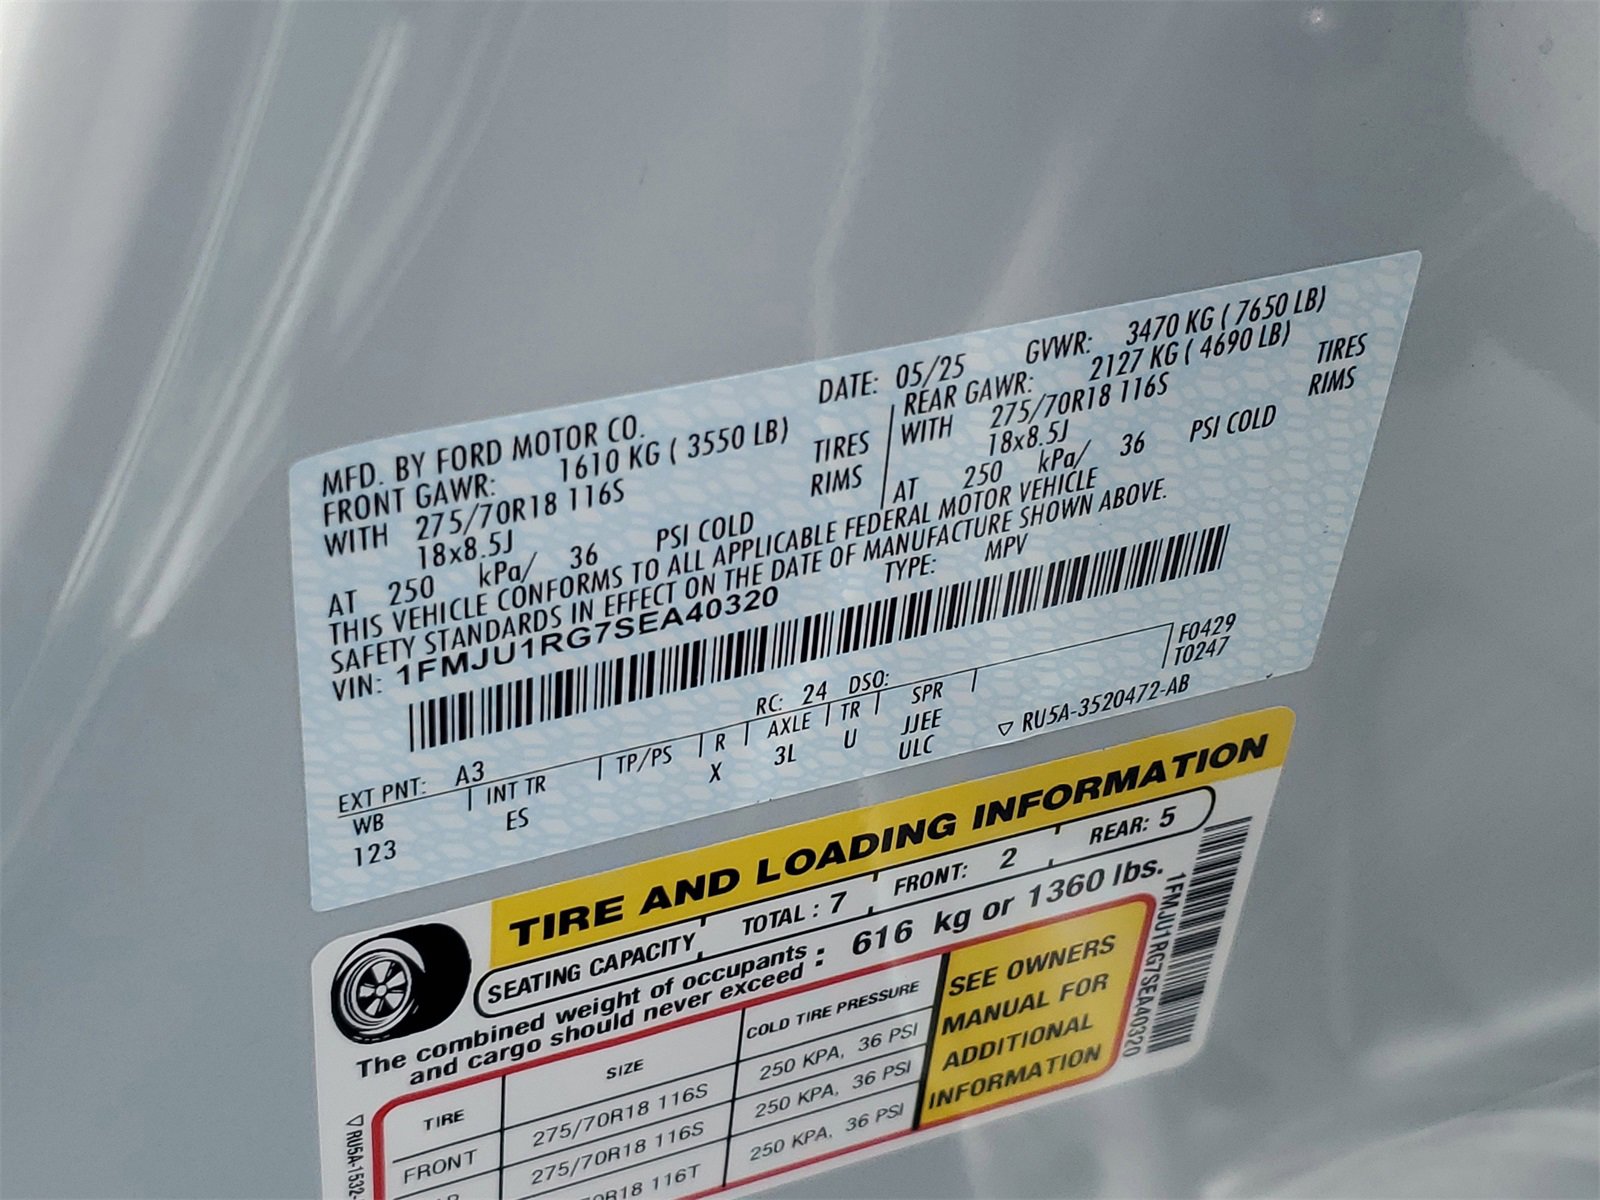 MFD. BY FORD MOTOR CO.
DATE: 05/25
GVWR: 3470 KG ( 7650 LB)
FRONT GAWR: 1610 KG ( 3550 LB)
REAR GAWR: 2127 KG ( 4690 LB)
WITH 275/70R18 116S TIRES
WITH 275/70R18 116S TIRES
18x8.5J RIMS
18x8.5J RIMS
AT 250 kPa/ 36 PSI COLD
AT 250 kPa/ 36 PSI COLD
THIS VEHICLE CONFORMS TO ALL APPLICABLE FEDERAL MOTOR VEHICLE
SAFETY STANDARDS IN EFFECT ON THE DATE OF MANUFACTURE SHOWN ABOVE.
VIN: 1FMJU1RG7SEA40320
TYPE: MPV
EXT PNT: A3
RC: 24 DSO:
F0429
T0247
WB INT TR TP/PS R AXLE TR SPR
123 ES X 3L U JJEE
ULC
▽ RU5A-3520472-AB
TIRE AND LOADING INFORMATION
SEATING CAPACITY TOTAL : 7 FRONT: 2 REAR: 5
The combined weight of occupants
and cargo should never exceed : 616 kg or 1360 lbs.
TIRE SIZE COLD TIRE PRESSURE
FRONT 275/70R18 116S 250 KPA, 36 PSI
275/70R18 116S 250 KPA, 36 PSI
116T 250 KPA, 36 PSI
SEE OWNERS
MANUAL FOR
ADDITIONAL
INFORMATION
1FMJU1RG7SEA40320
▽ RU5A-1532-